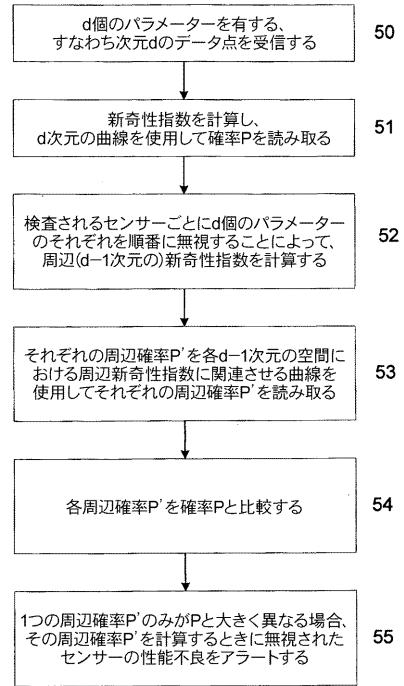 d個のパラメーターを有する、
すなわち次元dのデータ点を受信する
50
新奇性指数を計算し、
d次元の曲線を使用して確率Pを読み取る
51
検査されるセンサーごとにd個のパラメーター
のそれぞれを順番に無視することによって、
周辺(d−1次元の)新奇性指数を計算する
52
それぞれの周辺確率P'を各d−1次元の空間に
おける周辺新奇性指数に関連させる曲線を
使用してそれぞれの周辺確率P'を読み取る
53
各周辺確率P'を確率Pと比較する
54
1つの周辺確率P'のみがPと大きく異なる場合、
その周辺確率P'を計算するときに無視された
センサーの性能不良をアラートする
55